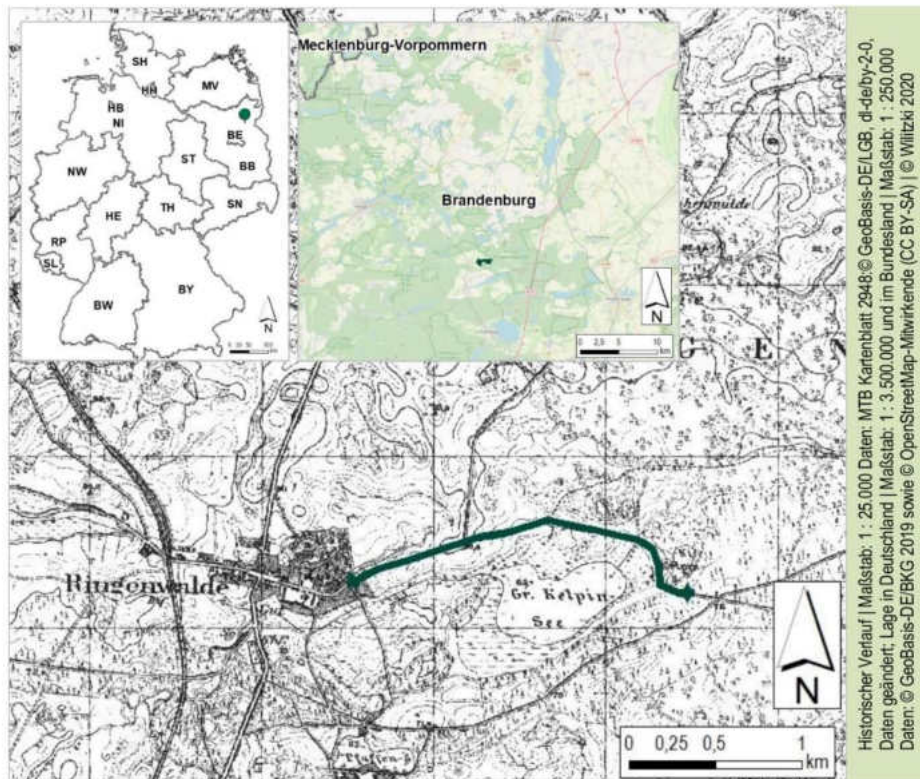 SH
MV
HH
HB
NI
BE
BB
ST
NW
SN
TH
HE
RP
SL
BY
BW
N
km
Mecklenburg-Vorpommern
Brandenburg
N
0 2,5 5 10
km
G E N
Ringenwalde
Gr. Kelpin
See
N
0 0,25 0,5 1
km
Historischer Verlauf | Maßstab: 1 : 25.000 Daten: MTB Kartenblatt 2948:© GeoBasis-DE/LGB, dl-de/by-2-0,
Daten geändert; Lage in Deutschland | Maßstab: 1 : 3.500.000 und im Bundesland | Maßstab: 1 : 250.000
Daten: © GeoBasis-DE/BKG 2019 sowie © OpenStreetMap-Mitwirkende (CC BY-SA) | © Wilitzki 2020